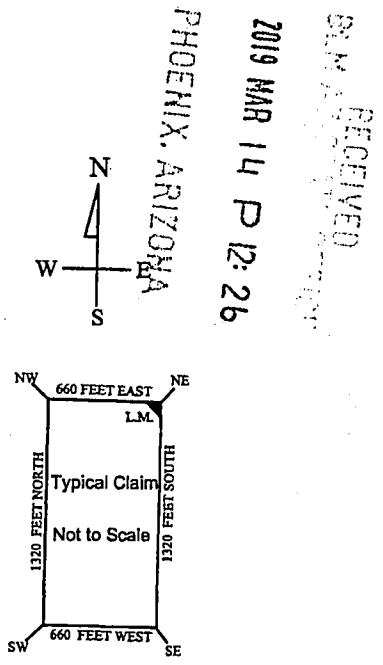 RECEIVED
2019 MAR 14 P 12:26
PHOENIX, ARIZONA
N
W
E
S
NW
660 FEET EAST
NE
L.M.
1320 FEET NORTH
Typical Claim
Not to Scale
1320 FEET SOUTH
SW
660 FEET WEST
SE